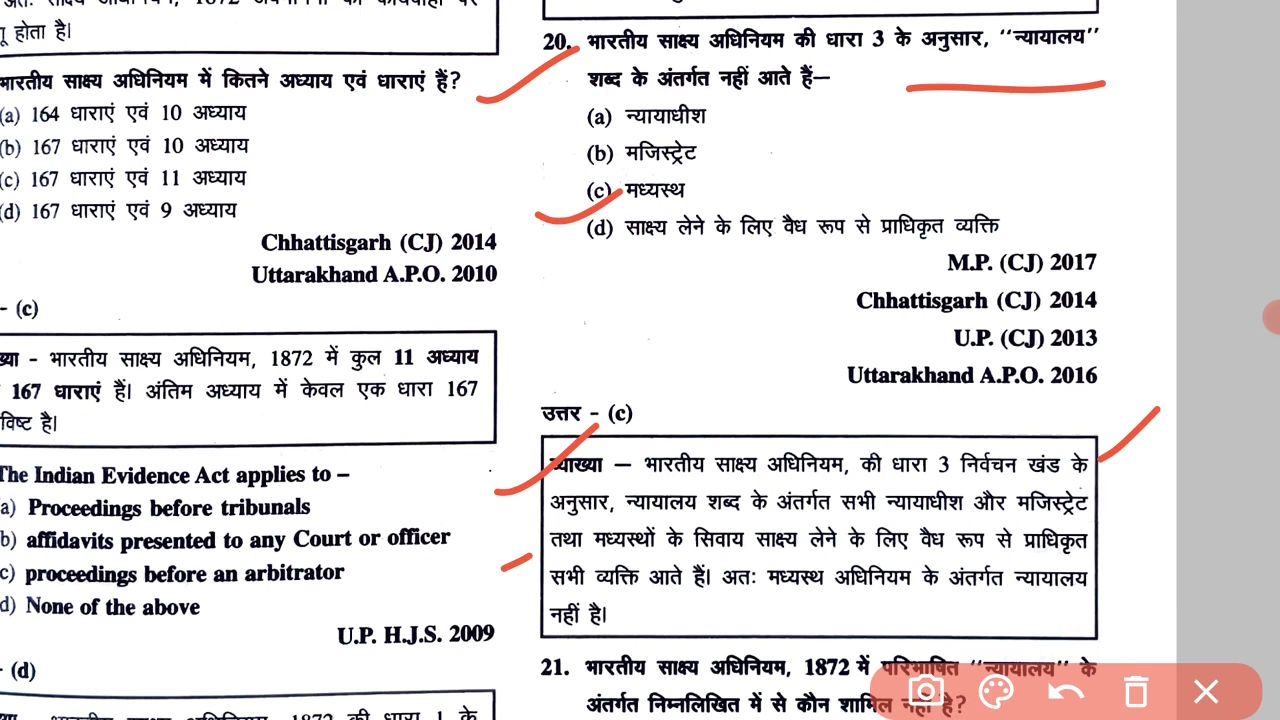 गू होता है।
भारतीय साक्ष्य अधिनियम में कितने अध्याय एवं धाराएं हैं?
(a) 164 धाराएं एवं 10 अध्याय
(b) 167 धाराएं एवं 10 अध्याय
(c) 167 धाराएं एवं 11 अध्याय
(d) 167 धाराएं एवं 9 अध्याय
Chhattisgarh (CJ) 2014
Uttarakhand A.P.O. 2010
- (c)
ख्या - भारतीय साक्ष्य अधिनियम, 1872 में कुल 11 अध्याय
167 धाराएं हैं। अंतिम अध्याय में केवल एक धारा 167
विष्ट है।
The Indian Evidence Act applies to –
a) Proceedings before tribunals
b) affidavits presented to any Court or officer
c) proceedings before an arbitrator
d) None of the above
U.P. H.J.S. 2009
- (d)
20. भारतीय साक्ष्य अधिनियम की धारा 3 के अनुसार, ‘‘न्यायालय’’
शब्द के अंतर्गत नहीं आते हैं–
(a) न्यायाधीश
(b) मजिस्ट्रेट
(c) मध्यस्थ
(d) साक्ष्य लेने के लिए वैध रूप से प्राधिकृत व्यक्ति
M.P. (CJ) 2017
Chhattisgarh (CJ) 2014
U.P. (CJ) 2013
Uttarakhand A.P.O. 2016
उत्तर - (c)
व्याख्या – भारतीय साक्ष्य अधिनियम, की धारा 3 निर्वचन खंड के
अनुसार, न्यायालय शब्द के अंतर्गत सभी न्यायाधीश और मजिस्ट्रेट
तथा मध्यस्थों के सिवाय साक्ष्य लेने के लिए वैध रूप से प्राधिकृत
सभी व्यक्ति आते हैं। अतः मध्यस्थ अधिनियम के अंतर्गत न्यायालय
नहीं है।
21. भारतीय साक्ष्य अधिनियम, 1872 में परिभाषित ‘‘न्यायालय’’ के
अंतर्गत निम्नलिखित में से कौन शामिल नहीं है?